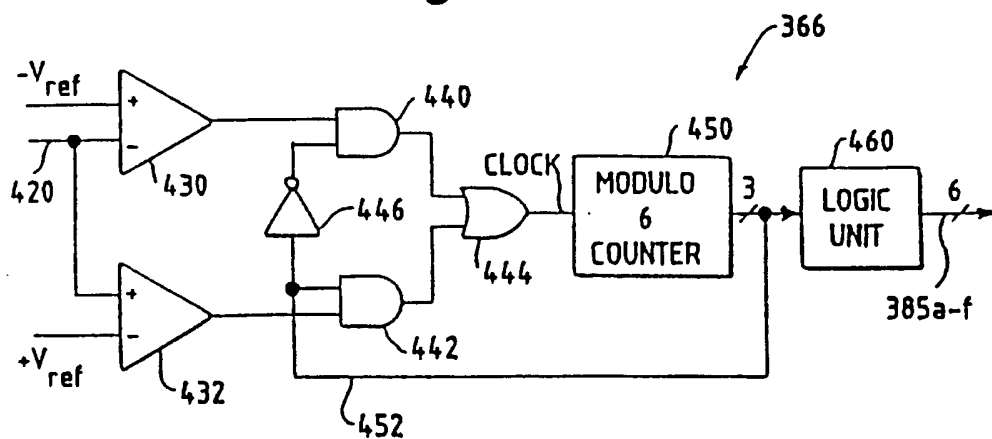 366
-Vref
+
-
420
430
440
446
CLOCK
450
MODULO
6
COUNTER
3
460
LOGIC
UNIT
6
385a-f
444
+
-
+Vref
432
442
452